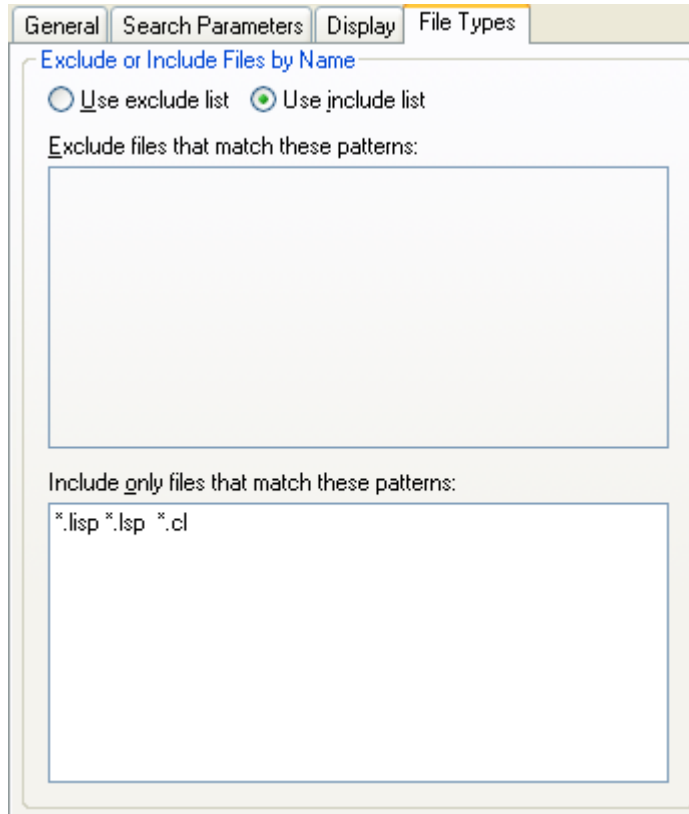 General Search Parameters Display File Types
Exclude or Include Files by Name
Use exclude list Use include list
Exclude files that match these patterns:
Include only files that match these patterns:
*.lisp *.lsp  *.cl